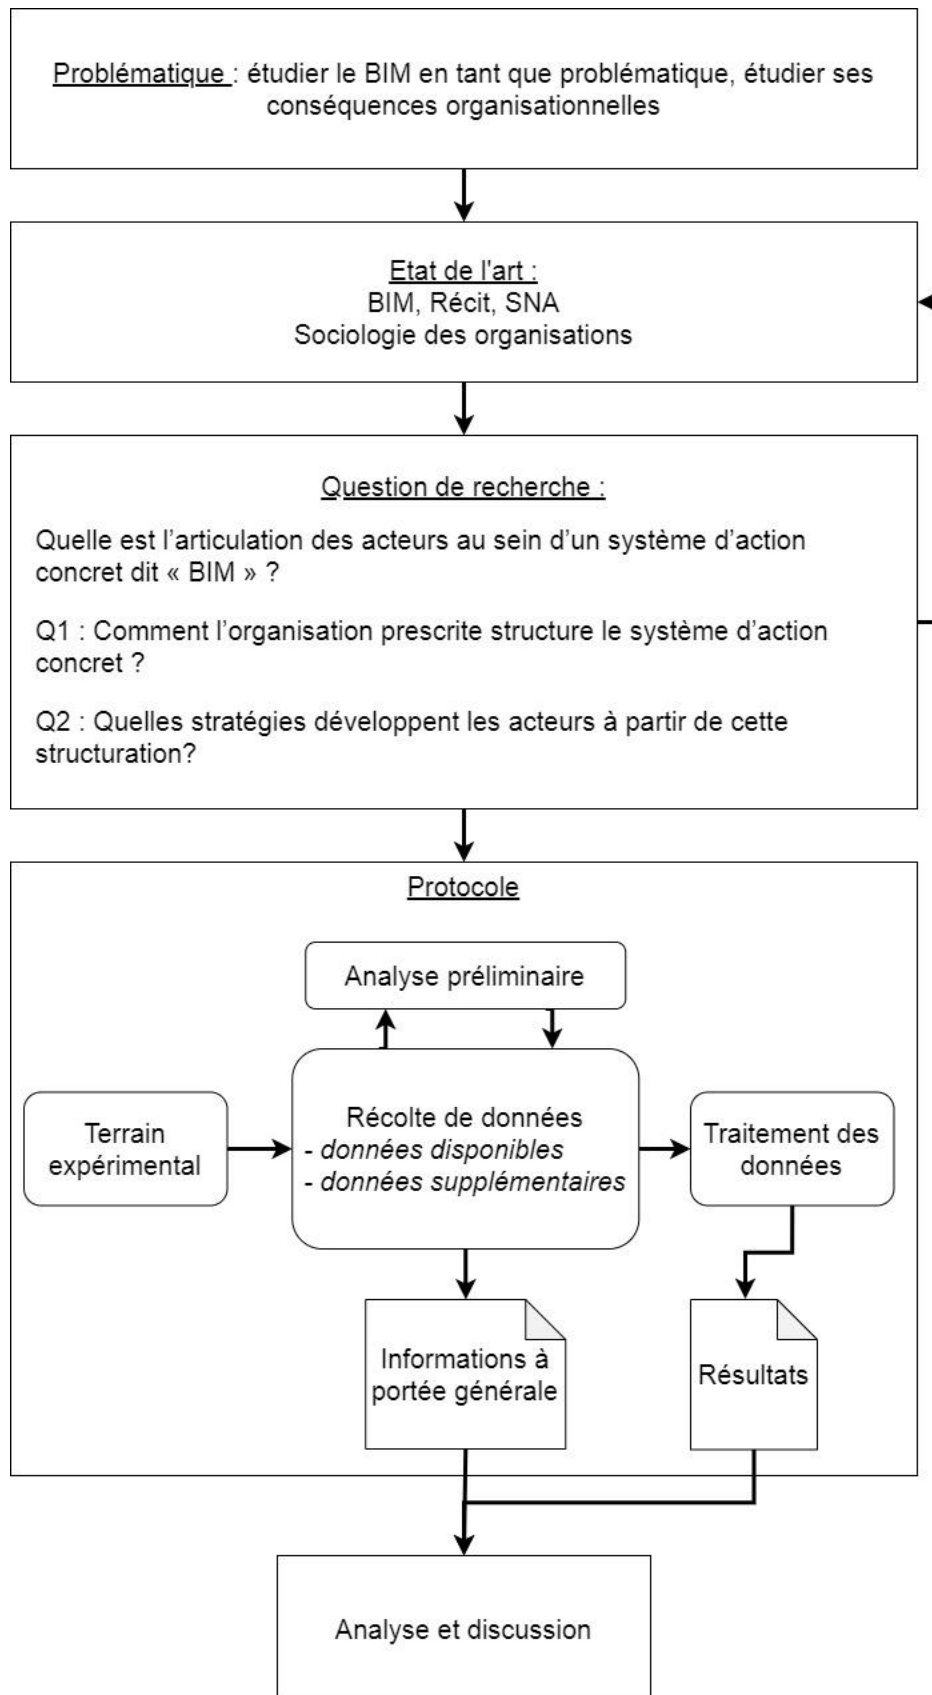 Problématique : étudier le BIM en tant que problématique, étudier ses
conséquences organisationnelles
Etat de l'art :
BIM, Récit, SNA
Sociologie des organisations
Question de recherche :
Quelle est l’articulation des acteurs au sein d’un système d’action
concret dit « BIM » ?
Q1 : Comment l’organisation prescrite structure le système d’action
concret ?
Q2 : Quelles stratégies développent les acteurs à partir de cette
structuration?
Protocole
Analyse préliminaire
Terrain
expérimental
Récolte de données
- données disponibles
- données supplémentaires
Traitement des
données
Informations à
portée générale
Résultats
Analyse et discussion